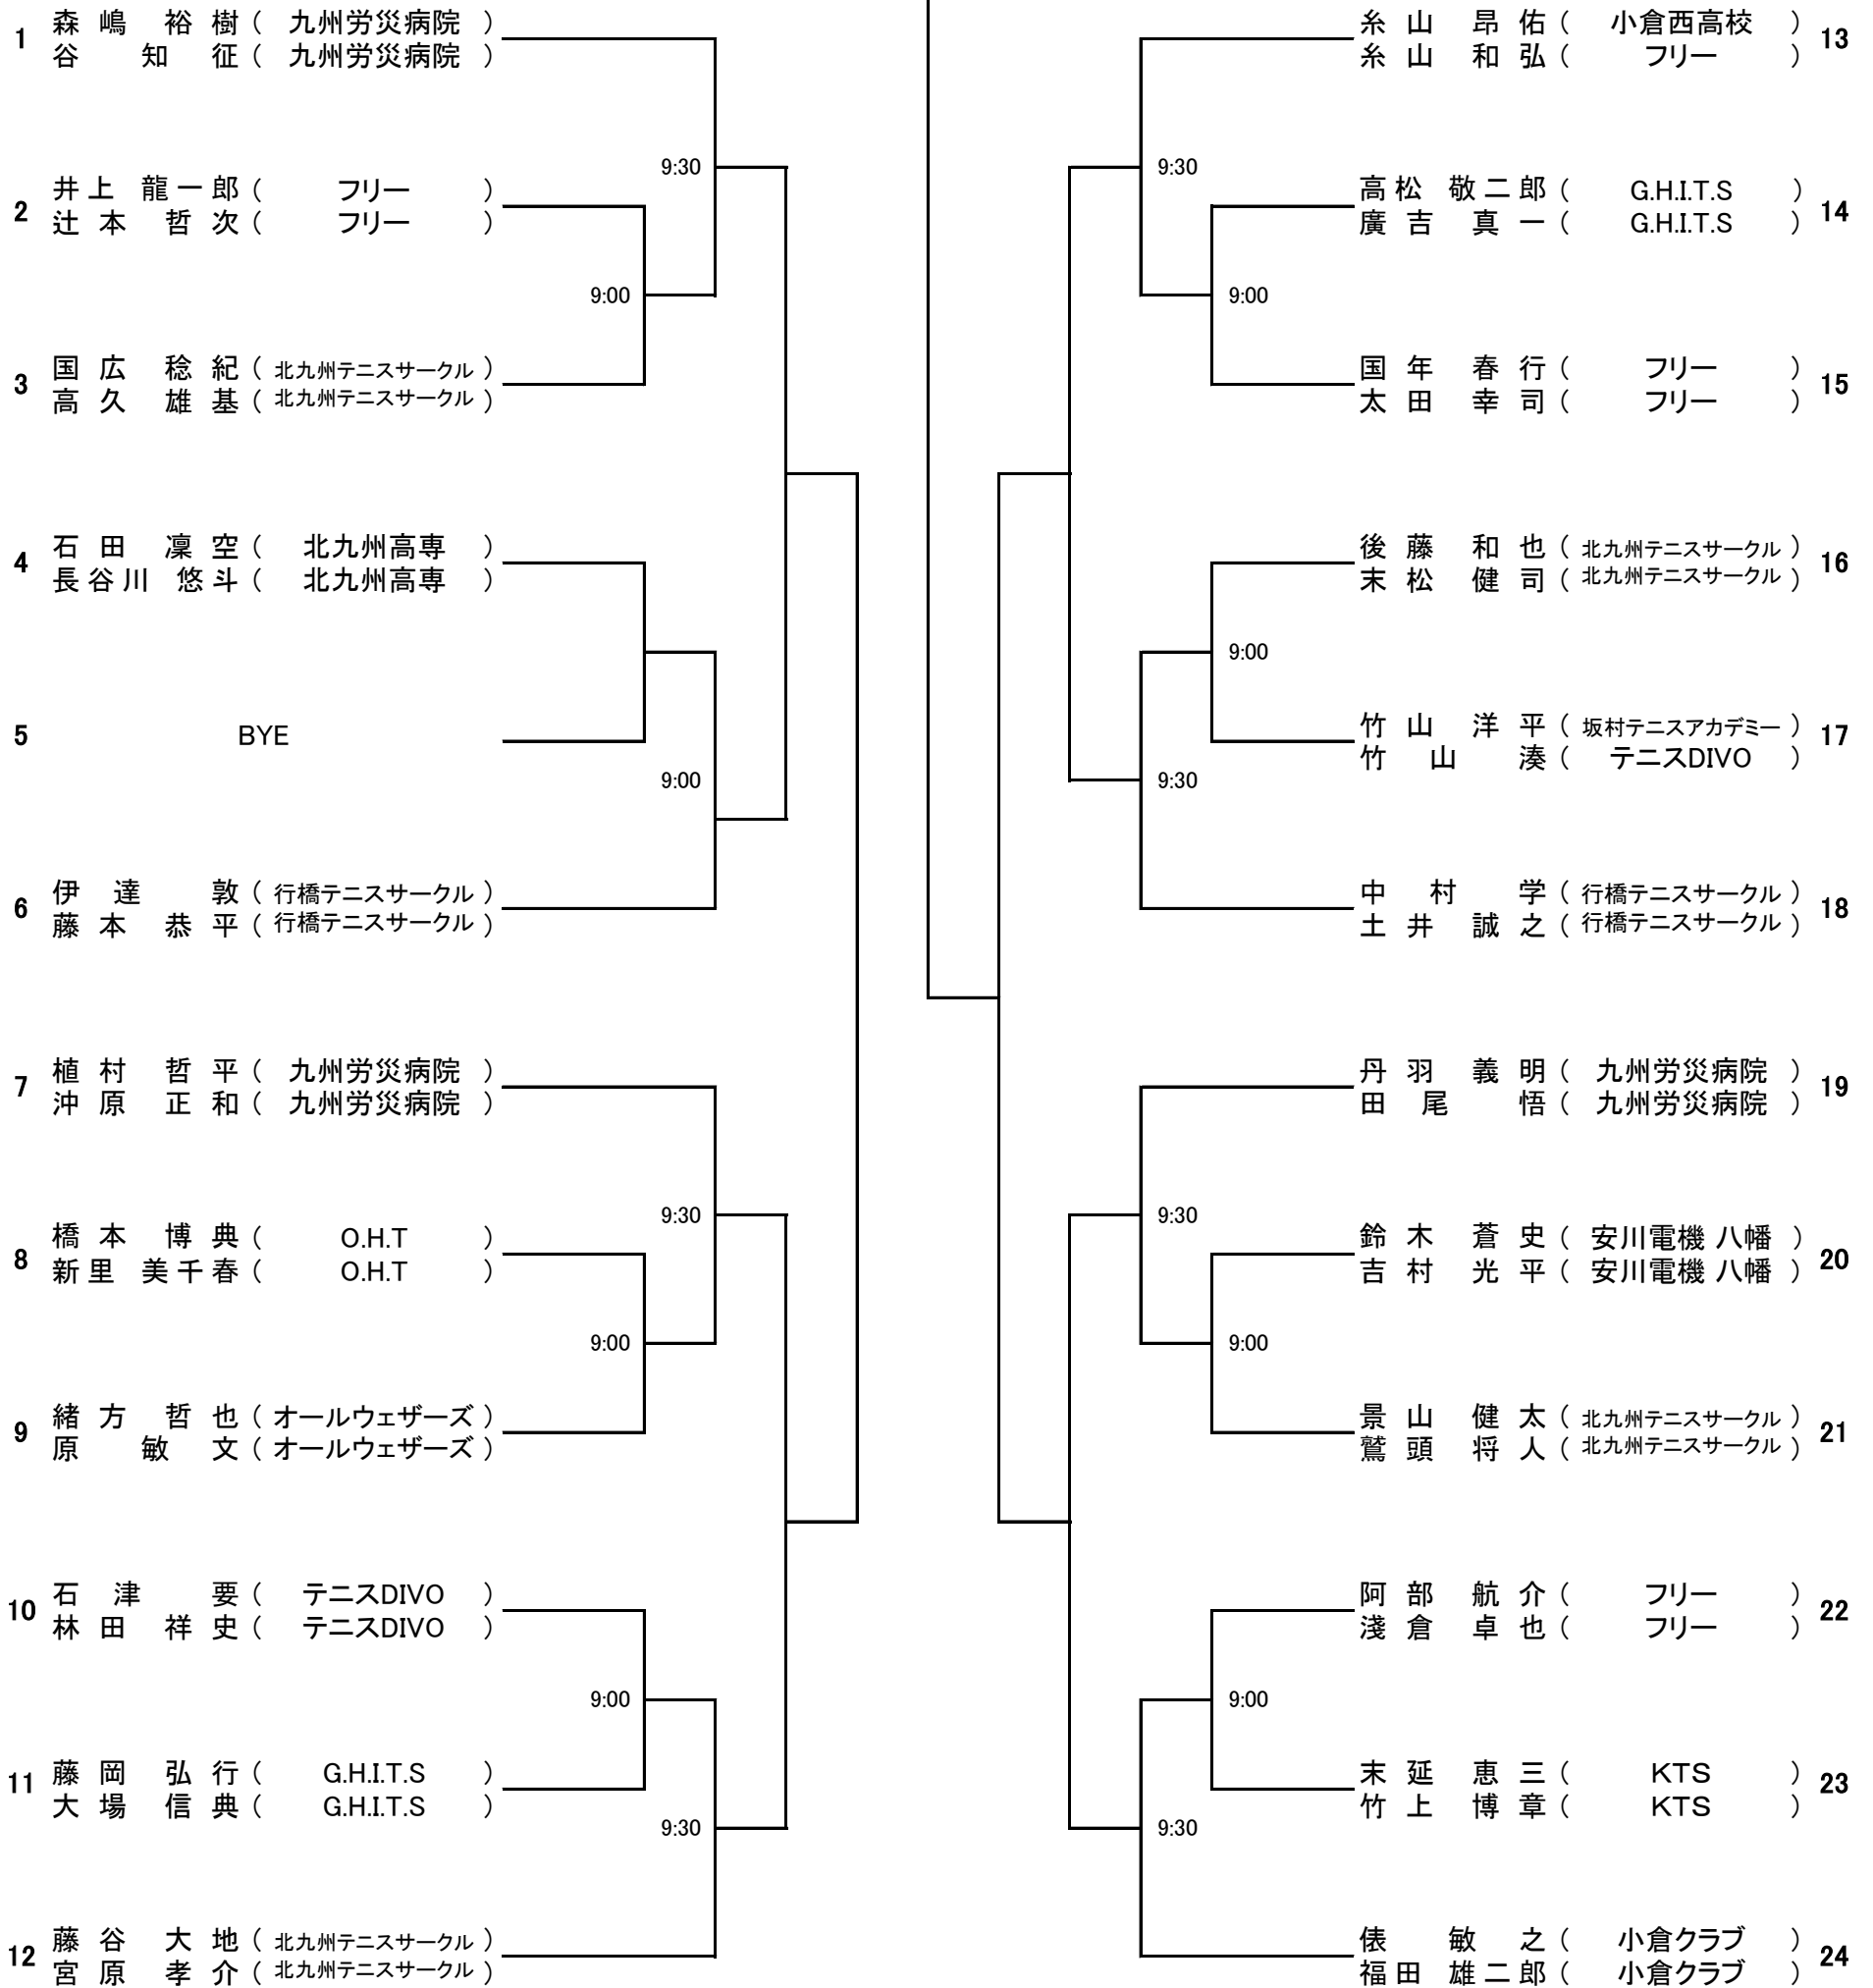 1 森嶋 裕樹 ( 九州労災病院 )
谷 知征 ( 九州労災病院 )
9:30
2 井上 龍一郎 ( フリー )
辻本 哲次 ( フリー )
9:00
3 国広 稔紀 ( 北九州テニスサークル )
高久 雄基 ( 北九州テニスサークル )
4 石田 凜空 ( 北九州高専 )
長谷川 悠斗 ( 北九州高専 )
5 BYE
9:00
6 伊達 敦 ( 行橋テニスサークル )
藤本 恭平 ( 行橋テニスサークル )
7 植村 哲平 ( 九州労災病院 )
沖原 正和 ( 九州労災病院 )
9:30
8 橋本 博典 ( O.H.T )
新里 美千春 ( O.H.T )
9:00
9 緒方 哲也 ( オールウェザーズ )
原 敏文 ( オールウェザーズ )
10 石津 要 ( テニスDIVO )
林田 祥史 ( テニスDIVO )
9:00
11 藤岡 弘行 ( G.H.I.T.S )
大場 信典 ( G.H.I.T.S )
9:30
12 藤谷 大地 ( 北九州テニスサークル )
宮原 孝介 ( 北九州テニスサークル )
糸山 昂佑 ( 小倉西高校 ) 13
糸山 和弘 ( フリー )
9:30
高松 敬二郎 ( G.H.I.T.S ) 14
廣吉 真一 ( G.H.I.T.S )
9:00
国年 春行 ( フリー ) 15
太田 幸司 ( フリー )
後藤 和也 ( 北九州テニスサークル ) 16
末松 健司 ( 北九州テニスサークル )
9:00
竹山 洋平 ( 坂村テニスアカデミー ) 17
竹山 湊 ( テニスDIVO )
9:30
中村 学 ( 行橋テニスサークル ) 18
土井 誠之 ( 行橋テニスサークル )
丹羽 義明 ( 九州労災病院 ) 19
田尾 悟 ( 九州労災病院 )
9:30
鈴木 蒼史 ( 安川電機 八幡 ) 20
吉村 光平 ( 安川電機 八幡 )
9:00
景山 健太 ( 北九州テニスサークル ) 21
鷲頭 将人 ( 北九州テニスサークル )
阿部 航介 ( フリー ) 22
淺倉 卓也 ( フリー )
9:00
末延 恵三 ( KTS ) 23
竹上 博章 ( KTS )
9:30
俵 敏之 ( 小倉クラブ ) 24
福田 雄二郎 ( 小倉クラブ )